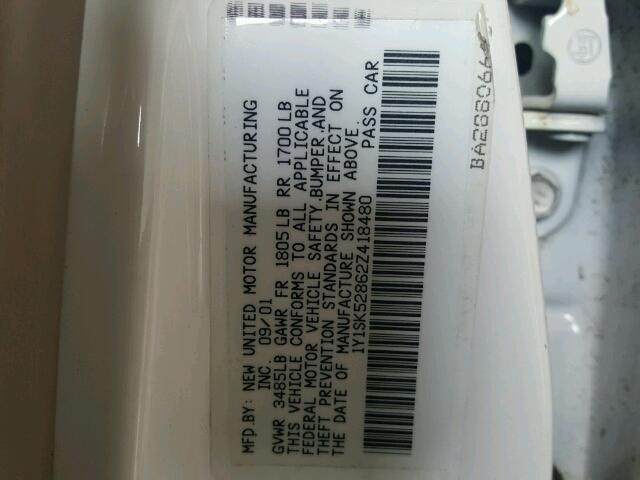 MFD.BY: NEW UNITED MOTOR MANUFACTURING
INC. 09/01
GVWR 3485LB GAWR FR 1805LB RR 1700LB
THIS VEHICLE CONFORMS TO ALL APPLICABLE
FEDERAL MOTOR VEHICLE SAFETY,BUMPER,AND
THEFT PREVENTION STANDARDS IN EFFECT ON
THE DATE OF MANUFACTURE SHOWN ABOVE.
1Y1SK52862Z418480 PASS CAR